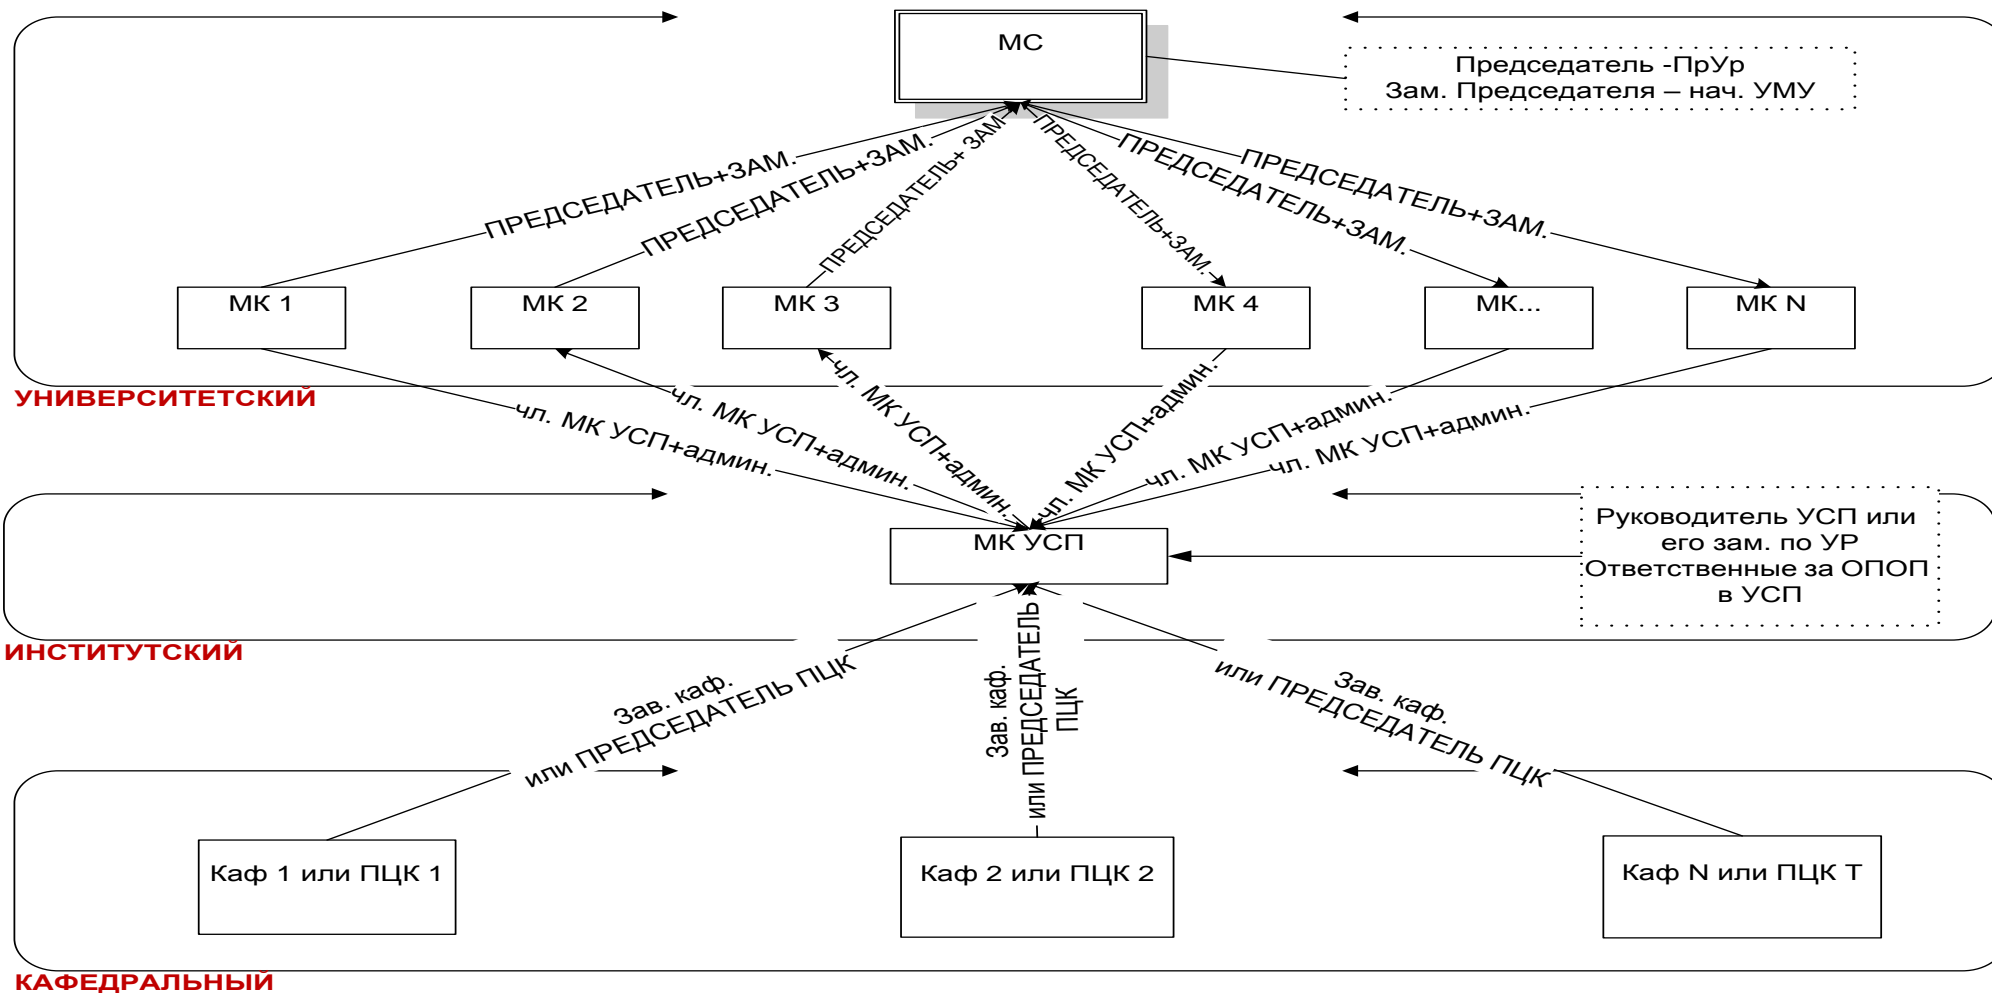 МС
Председатель -ПрУр
Зам. Председателя – нач. УМУ
ПРЕДСЕДАТЕЛЬ+ЗАМ.
ПРЕДСЕДАТЕЛЬ+ЗАМ.
ПРЕДСЕДАТЕЛЬ+ ЗАМ
ПРЕДСЕДАТЕЛЬ+ЗАМ.
ПРЕДСЕДАТЕЛЬ+ЗАМ.
ПРЕДСЕДАТЕЛЬ+ЗАМ.
МК 1
МК 2
МК 3
МК 4
МК...
МК N
УНИВЕРСИТЕТСКИЙ
чл. МК УСП+админ.
чл. МК УСП+админ.
чл. МК УСП+админ.
чл. МК УСП+админ.
чл. МК УСП+админ.
чл. МК УСП+админ.
МК УСП
Руководитель УСП или
его зам. по УР
Ответственные за ОПОП
в УСП
ИНСТИТУТСКИЙ
Зав. каф.
или ПРЕДСЕДАТЕЛЬ ПЦК
Зав. каф.
или ПРЕДСЕДАТЕЛЬ
ПЦК
Зав. каф.
или ПРЕДСЕДАТЕЛЬ ПЦК
Каф 1 или ПЦК 1
Каф 2 или ПЦК 2
Каф N или ПЦК Т
КАФЕДРАЛЬНЫЙ